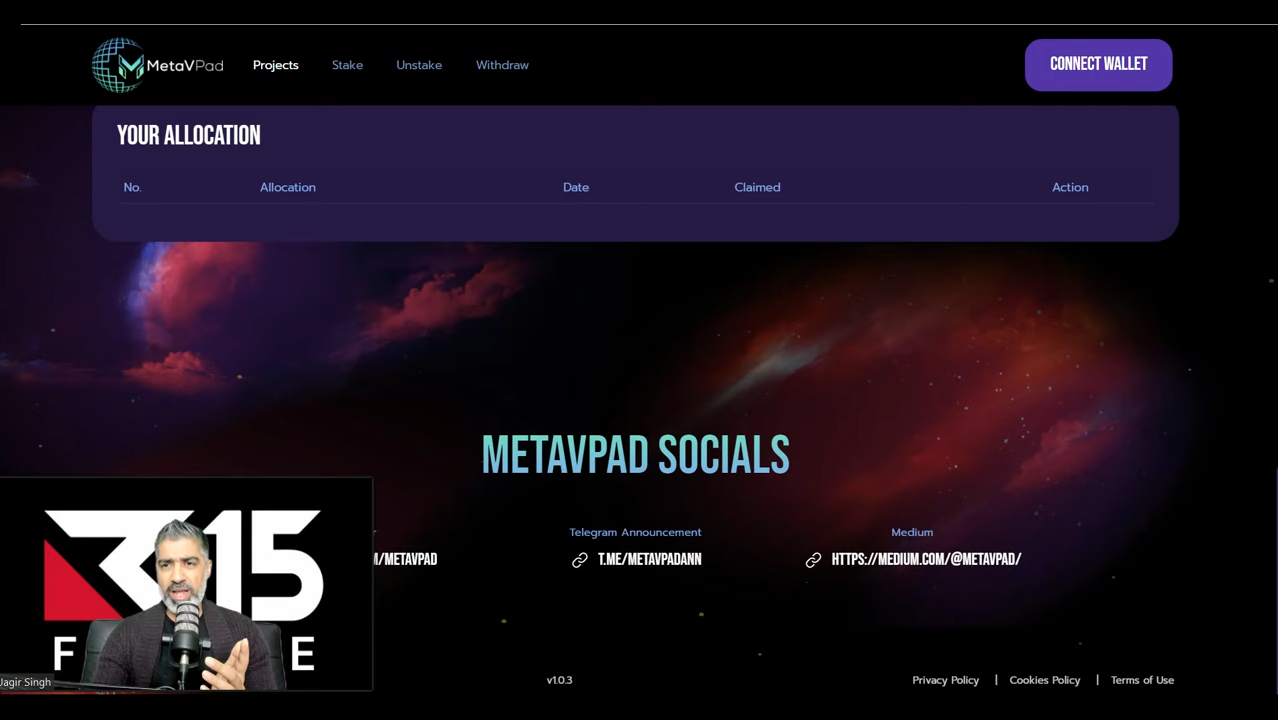 MetaVPad
Projects
Stake
Unstake
Withdraw
CONNECT WALLET
YOUR ALLOCATION
No.
Allocation
Date
Claimed
Action
METAVPAD SOCIALS
Telegram Announcement
Medium
/METAVPAD
T.ME/METAVPADANN
HTTPS://MEDIUM.COM/@METAVPAD/
315
F E
Jagir Singh
v1.0.3
Privacy Policy | Cookies Policy | Terms of Use